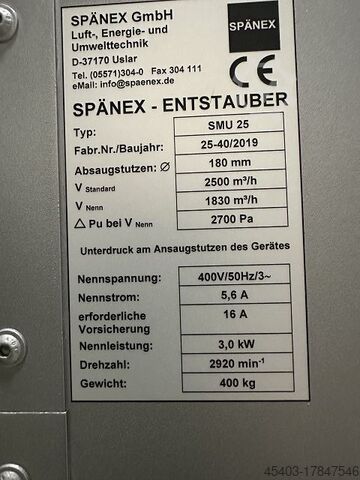 SPÄNEX GmbH
Luft-, Energie- und
Umwelttechnik
D-37170 Uslar
Tel. (05571)304-0 Fax 304 111
eMail: info@spaenex.de
SPÄNEX
CE
SPÄNEX - ENTSTAUBER
Typ: SMU 25
Fabr.Nr./Baujahr: 25-40/2019
Absaugstutzen: Ø 180 mm
V Standard 2500 m³/h
V Nenn 1830 m³/h
△ Pu bei V Nenn 2700 Pa
Unterdruck am Ansaugstutzen des Gerätes
Nennspannung: 400V/50Hz/3~
Nennstrom: 5,6 A
erforderliche
Vorsicherung 16 A
Nennleistung: 3,0 kW
Drehzahl: 2920 min⁻¹
Gewicht: 400 kg
45403-17847546